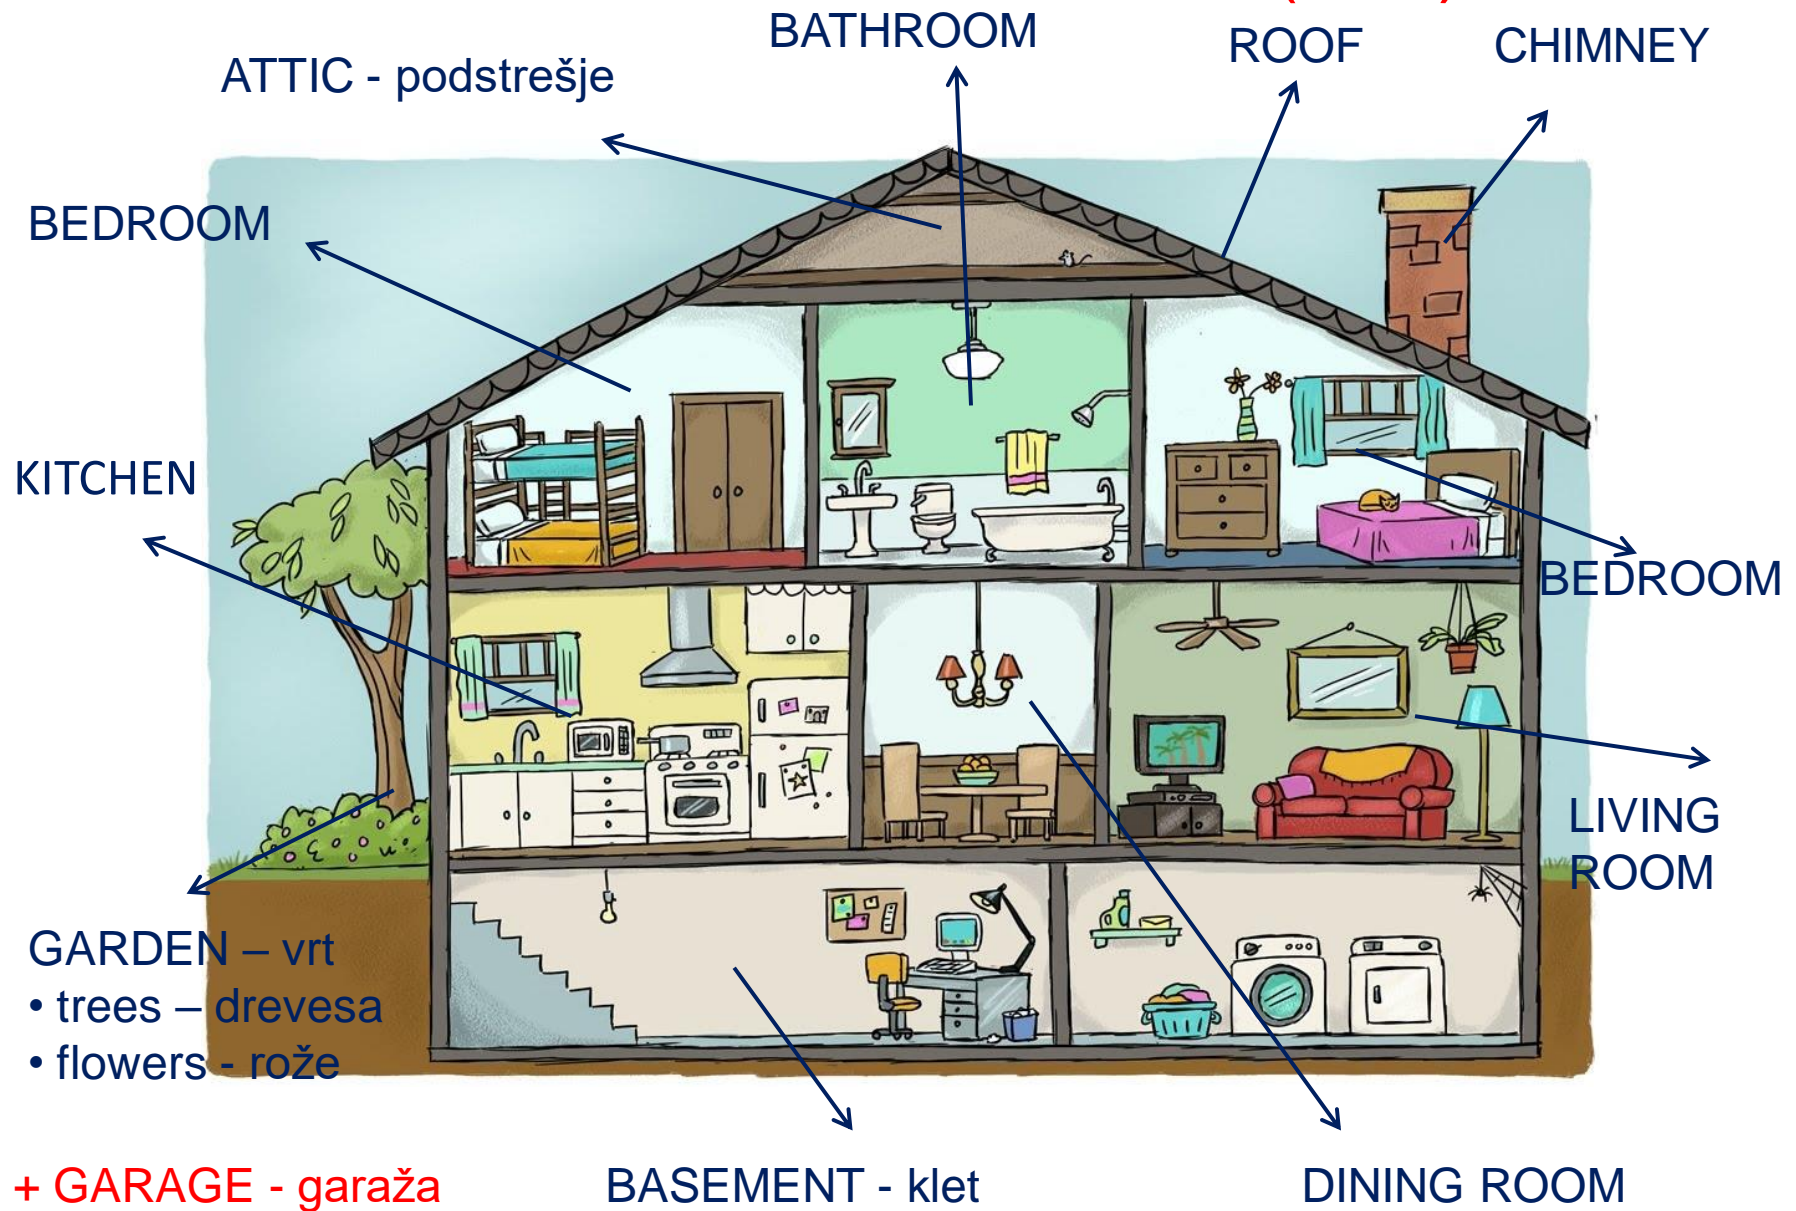 BATHROOM
ROOF
CHIMNEY
ATTIC - podstrešje
BEDROOM
KITCHEN
BEDROOM
LIVING
ROOM
GARDEN – vrt
• trees – drevesa
• flowers - rože
+ GARAGE - garaža
BASEMENT - klet
DINING ROOM